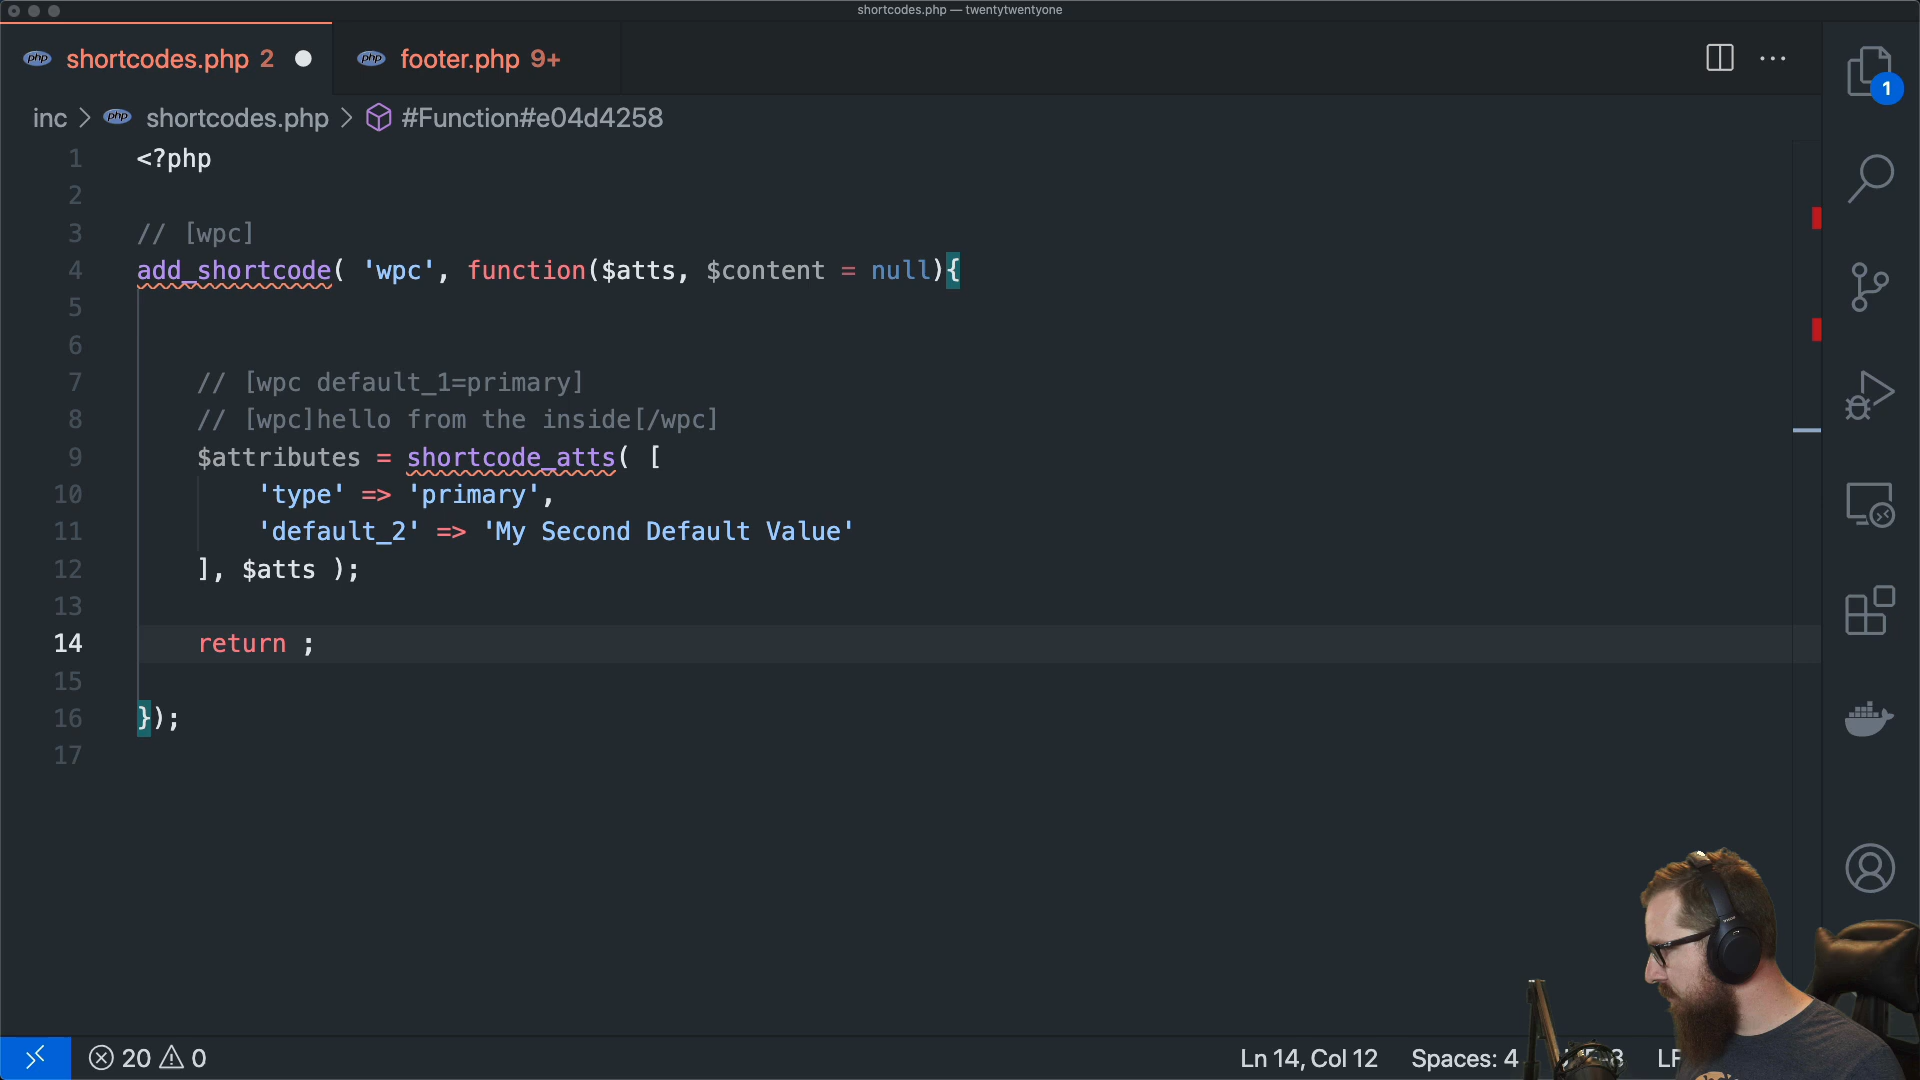 shortcodes.php — twentytwentyone
php shortcodes.php 2
php footer.php 9+
1
inc > php shortcodes.php > #Function#e04d4258
1 <?php
2
3 // [wpc]
4 add_shortcode( 'wpc', function($atts, $content = null){
5
6
7 // [wpc default_1=primary]
8 // [wpc]hello from the inside[/wpc]
9 $attributes = shortcode_atts( [
10 'type' => 'primary',
11 'default_2' => 'My Second Default Value'
12 ], $atts );
13
14 return ;
15
16 });
17
20 0 Ln 14, Col 12 Spaces: 4